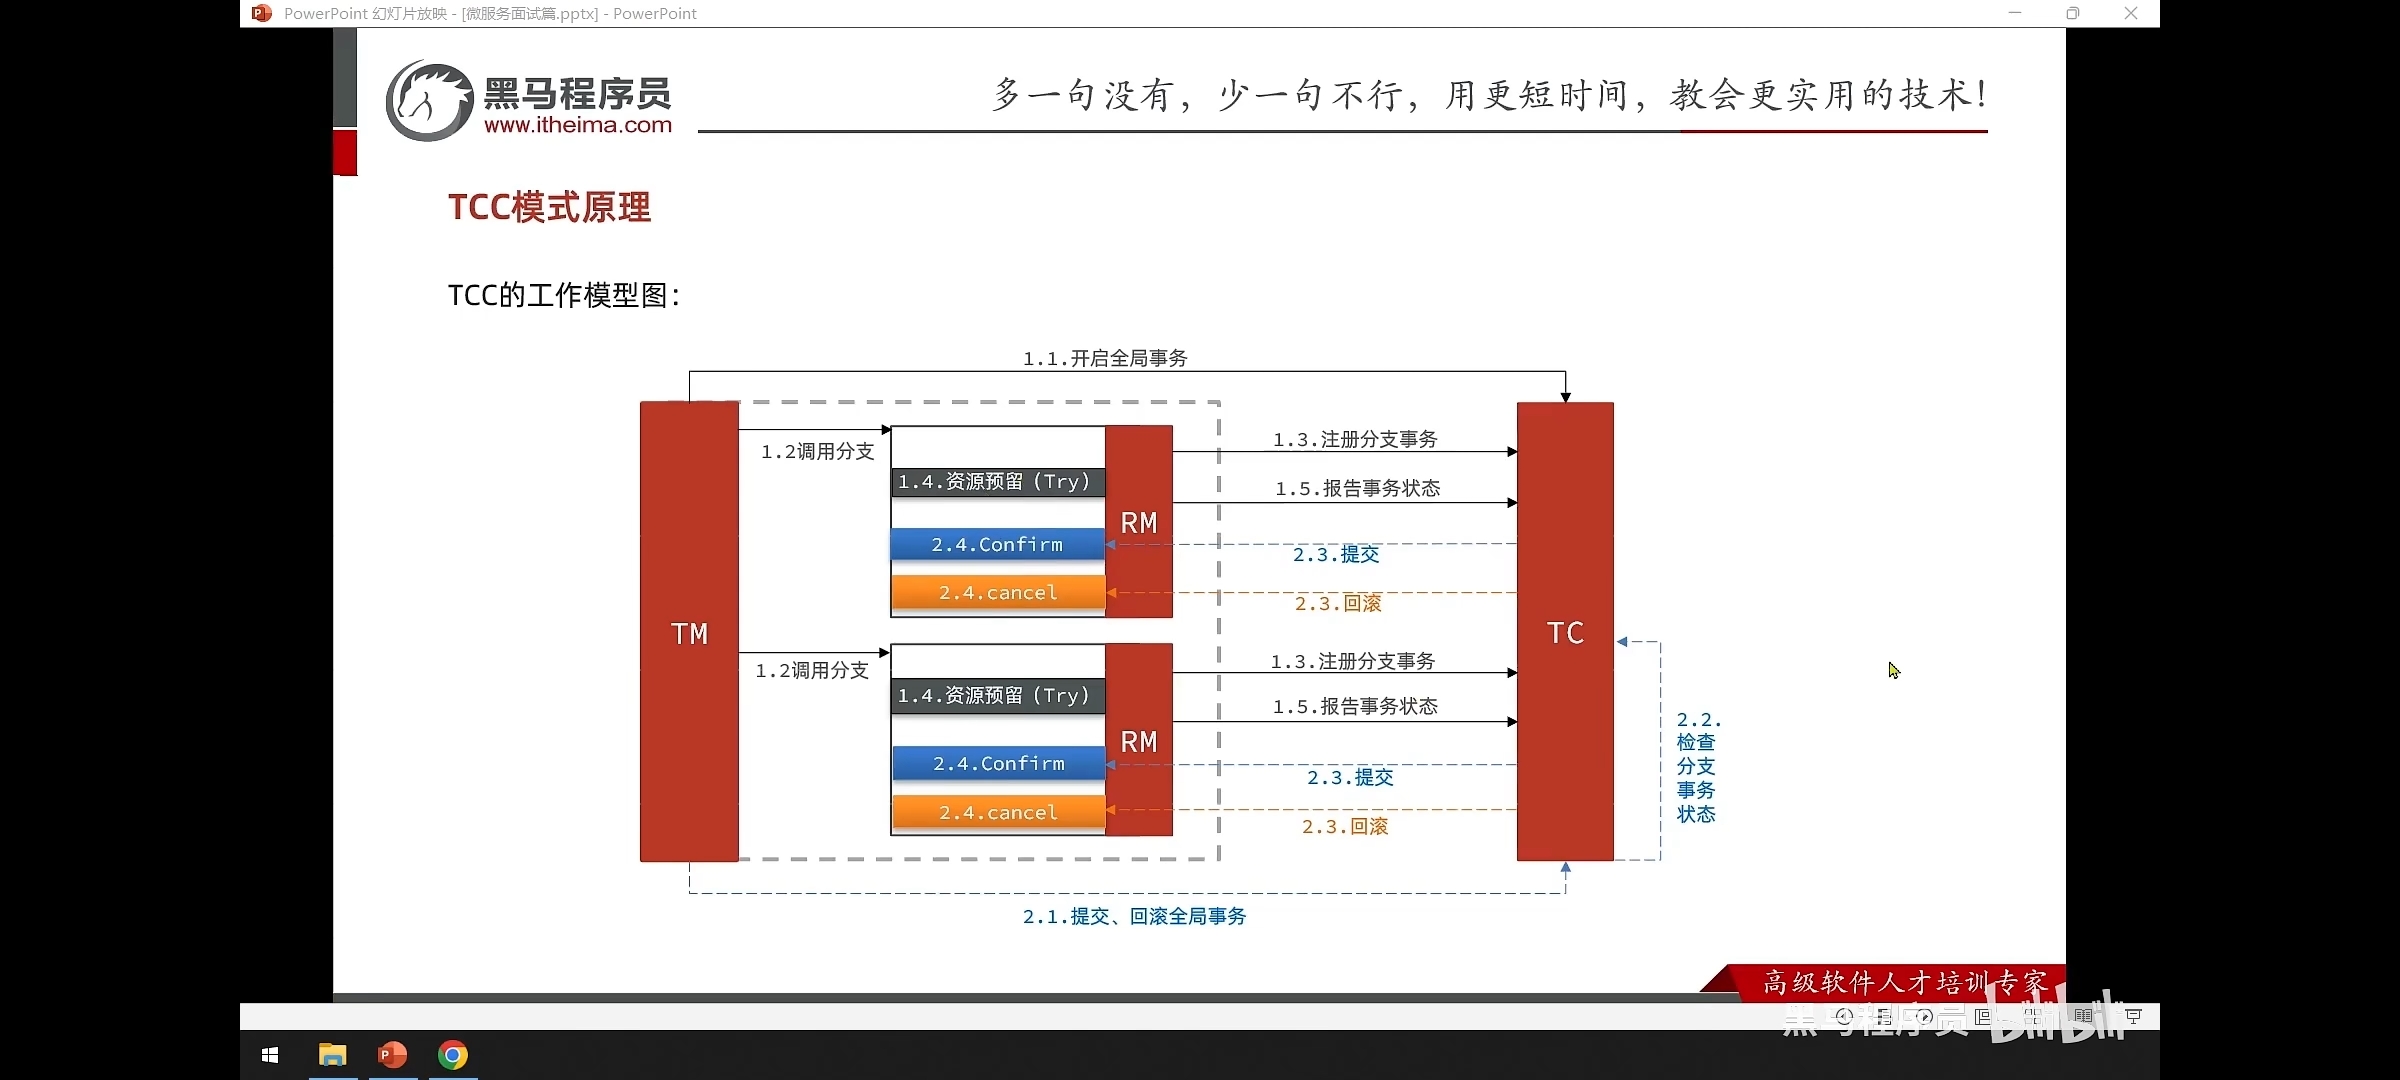 PowerPoint 幻灯片放映 - [微服务面试篇.pptx] - PowerPoint
黑马程序员
www.itheima.com
多一句没有，少一句不行，用更短时间，教会更实用的技术！
TCC模式原理
TCC的工作模型图：
1.1.开启全局事务
1.2调用分支
1.3.注册分支事务
1.4.资源预留（Try）
1.5.报告事务状态
RM
2.4.Confirm
2.3.提交
2.4.cancel
2.3.回滚
TM
TC
1.2调用分支
1.3.注册分支事务
1.4.资源预留（Try）
1.5.报告事务状态
RM
2.4.Confirm
2.3.提交
2.4.cancel
2.3.回滚
2.2.
检查
分支
事务
状态
2.1.提交、回滚全局事务
高级软件人才培训专家
黑马程序员 bilibili